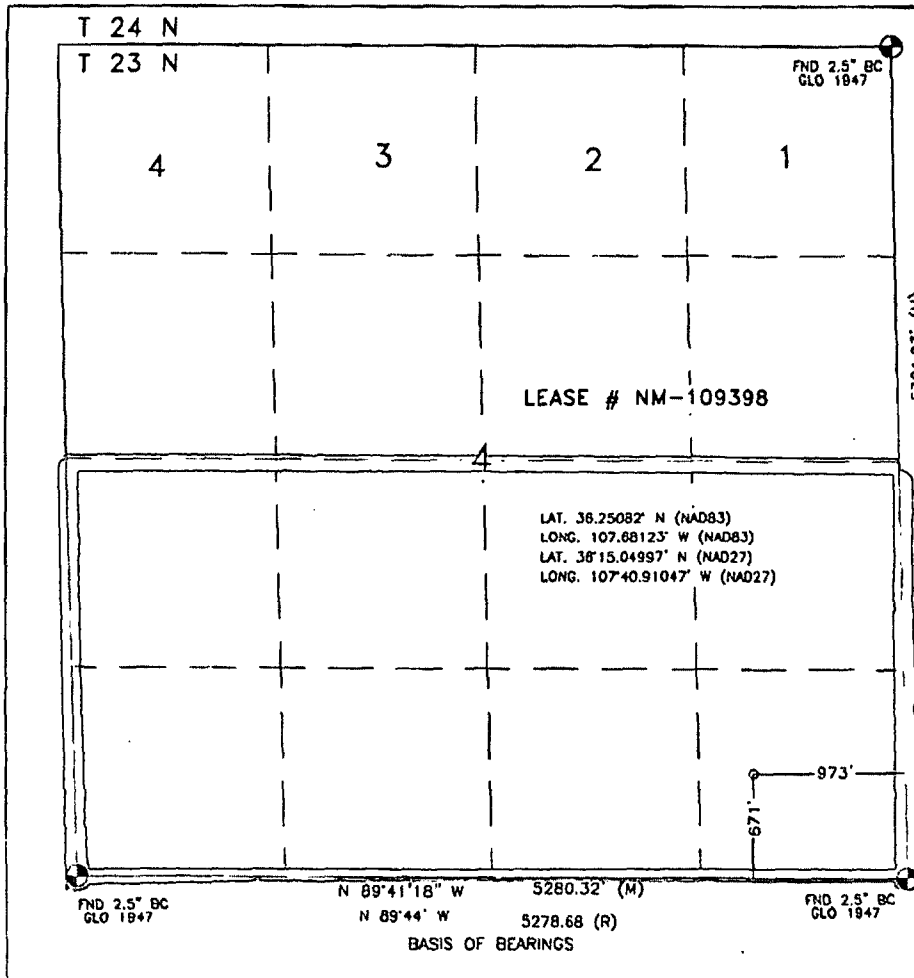 T 24 N
T 23 N
FND 2.5" BC
GLO 1947
4
3
2
1
LEASE # NM-109398
4
LAT. 36.25082° N (NAD83)
LONG. 107.68123° W (NAD83)
LAT. 36°15.04997' N (NAD27)
LONG. 107°40.91047' W (NAD27)
973'
671'
FND 2.5" BC
GLO 1947
N 89°41'18" W 5280.32' (M)
N 89°44' W 5278.68 (R)
BASIS OF BEARINGS
FND 2.5" BC
GLO 1947